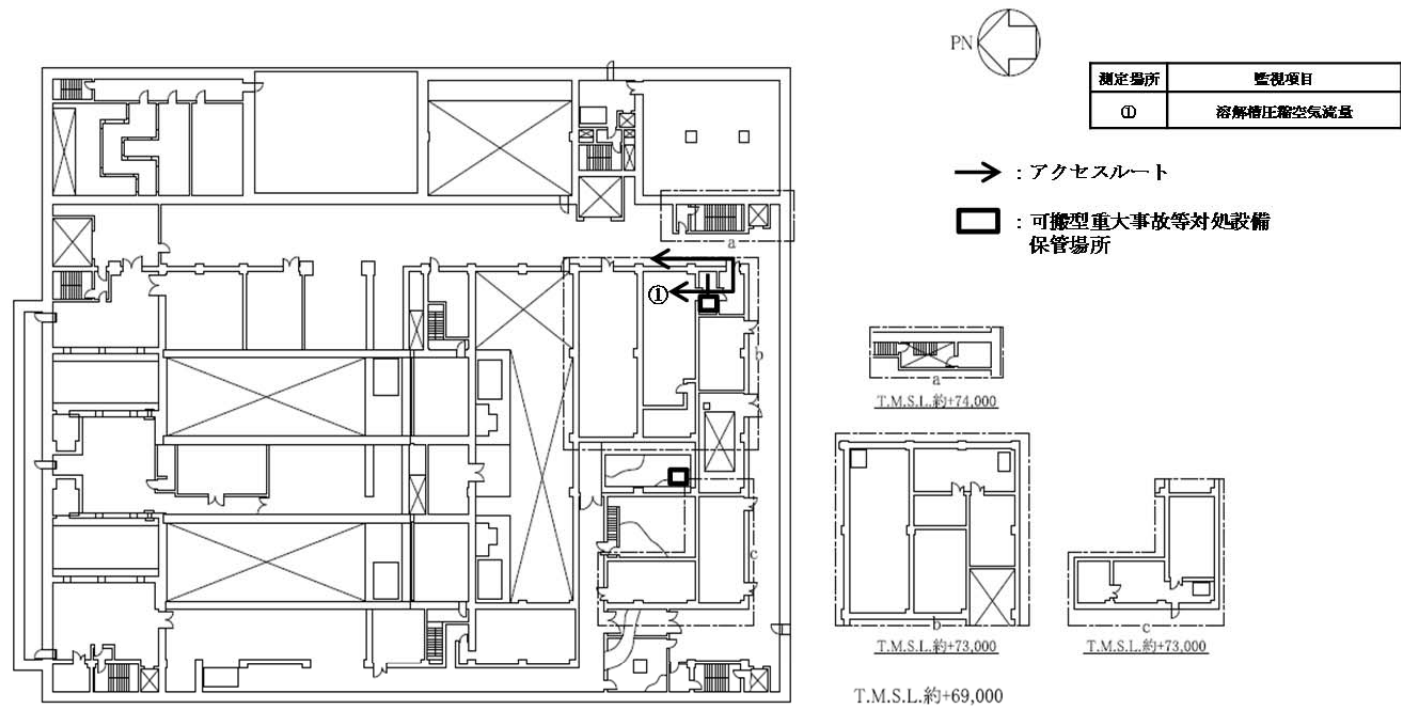 PN
測定場所 監視項目
① 溶解槽圧縮空気流量
：アクセスルート
：可搬型重大事故等対処設備
保管場所
a
①
b
c
a
T.M.S.L.約+74,000
b
T.M.S.L.約+73,000
c
T.M.S.L.約+73,000
T.M.S.L.約+69,000